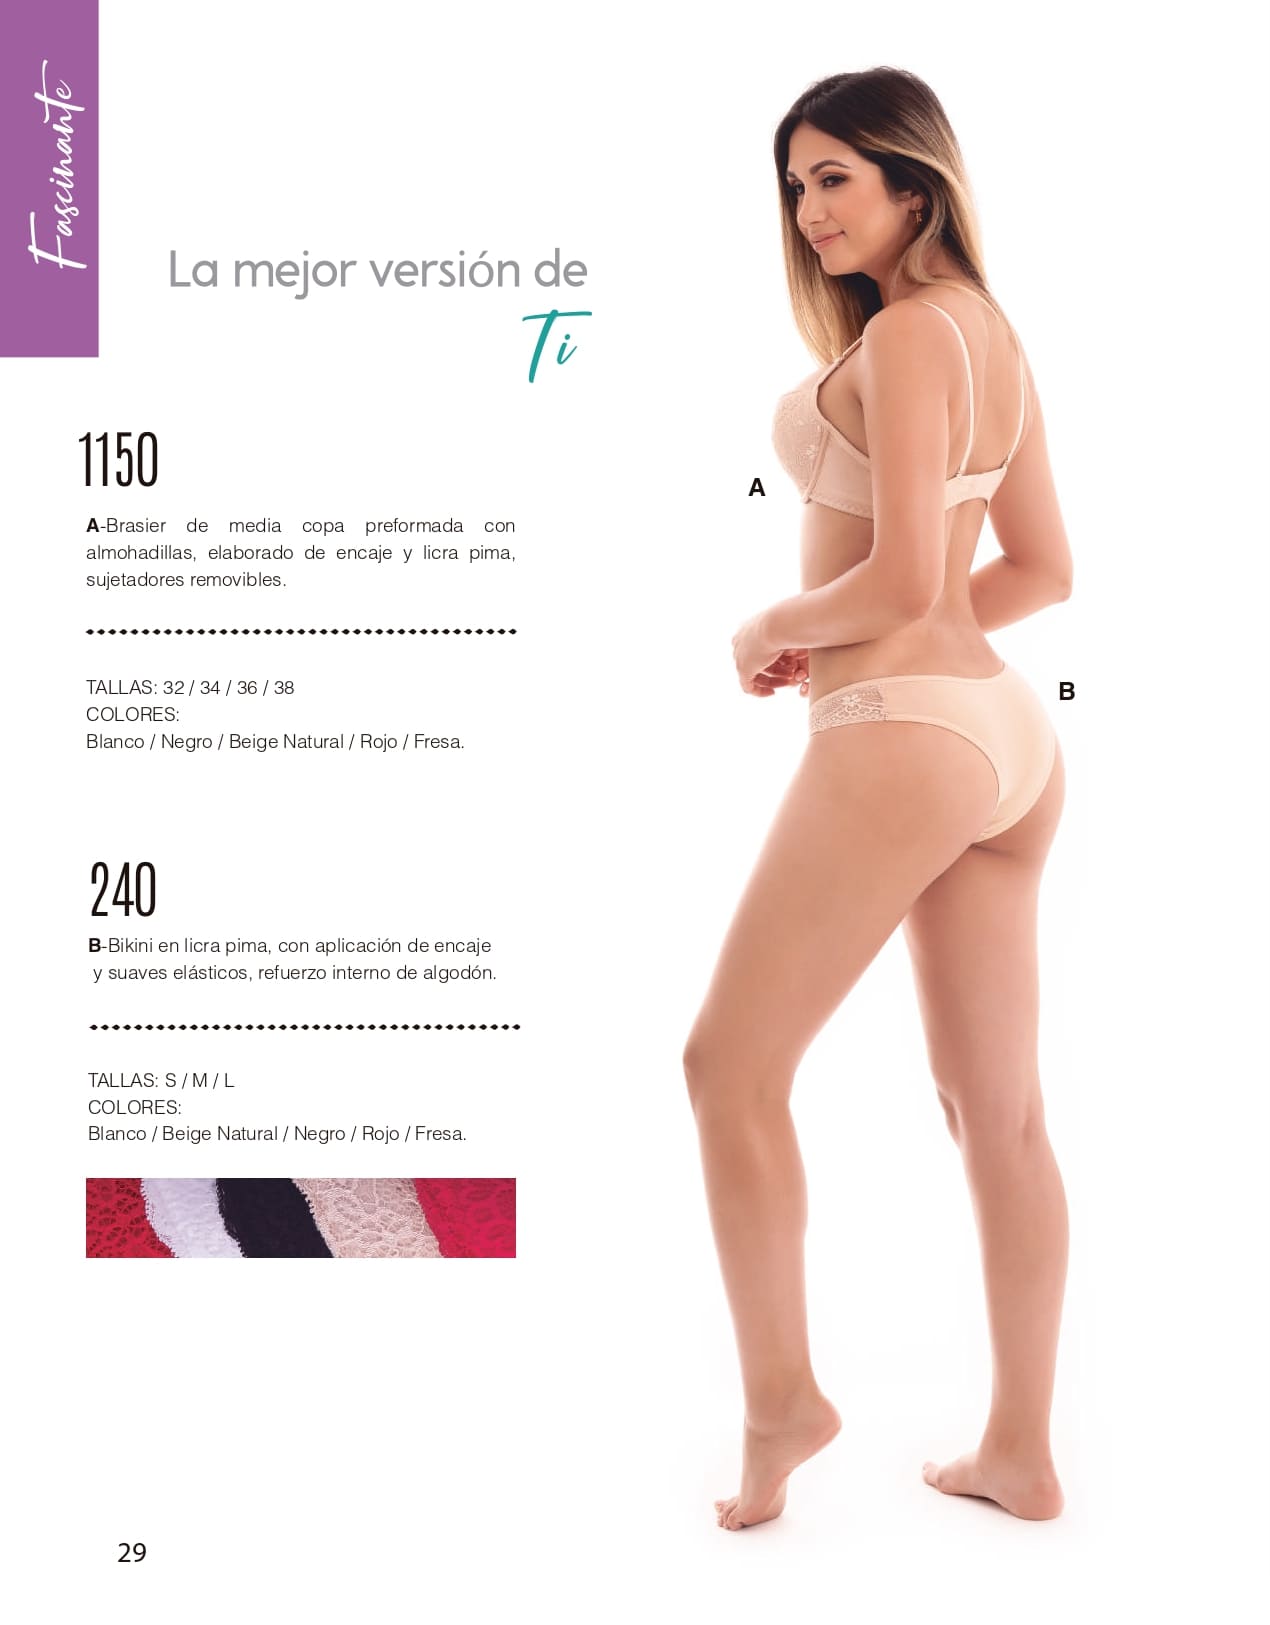 Fascinante
La mejor versión de
Ti
1150
A-Brasier de media copa preformada con
almohadillas, elaborado de encaje y licra pima,
sujetadores removibles.
TALLAS: 32 / 34 / 36 / 38
COLORES:
Blanco / Negro / Beige Natural / Rojo / Fresa.
A
B
240
B-Bikini en licra pima, con aplicación de encaje
y suaves elásticos, refuerzo interno de algodón.
TALLAS: S / M / L
COLORES:
Blanco / Beige Natural / Negro / Rojo / Fresa.
29